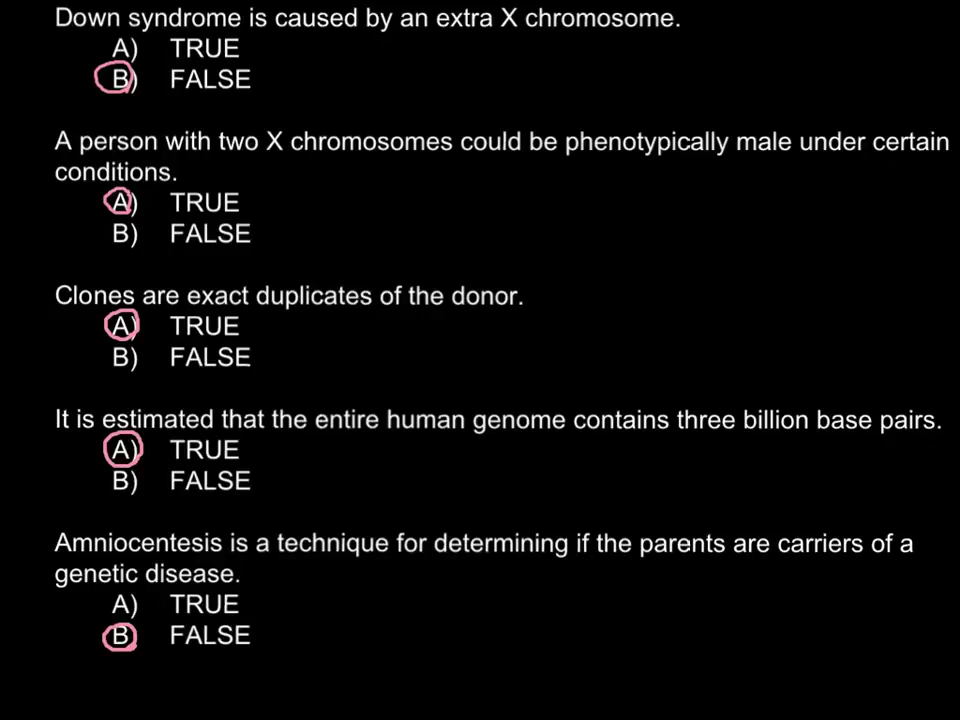 Down syndrome is caused by an extra X chromosome.
A) TRUE
B) FALSE
A person with two X chromosomes could be phenotypically male under certain
conditions.
A) TRUE
B) FALSE
Clones are exact duplicates of the donor.
A) TRUE
B) FALSE
It is estimated that the entire human genome contains three billion base pairs.
A) TRUE
B) FALSE
Amniocentesis is a technique for determining if the parents are carriers of a
genetic disease.
A) TRUE
B) FALSE